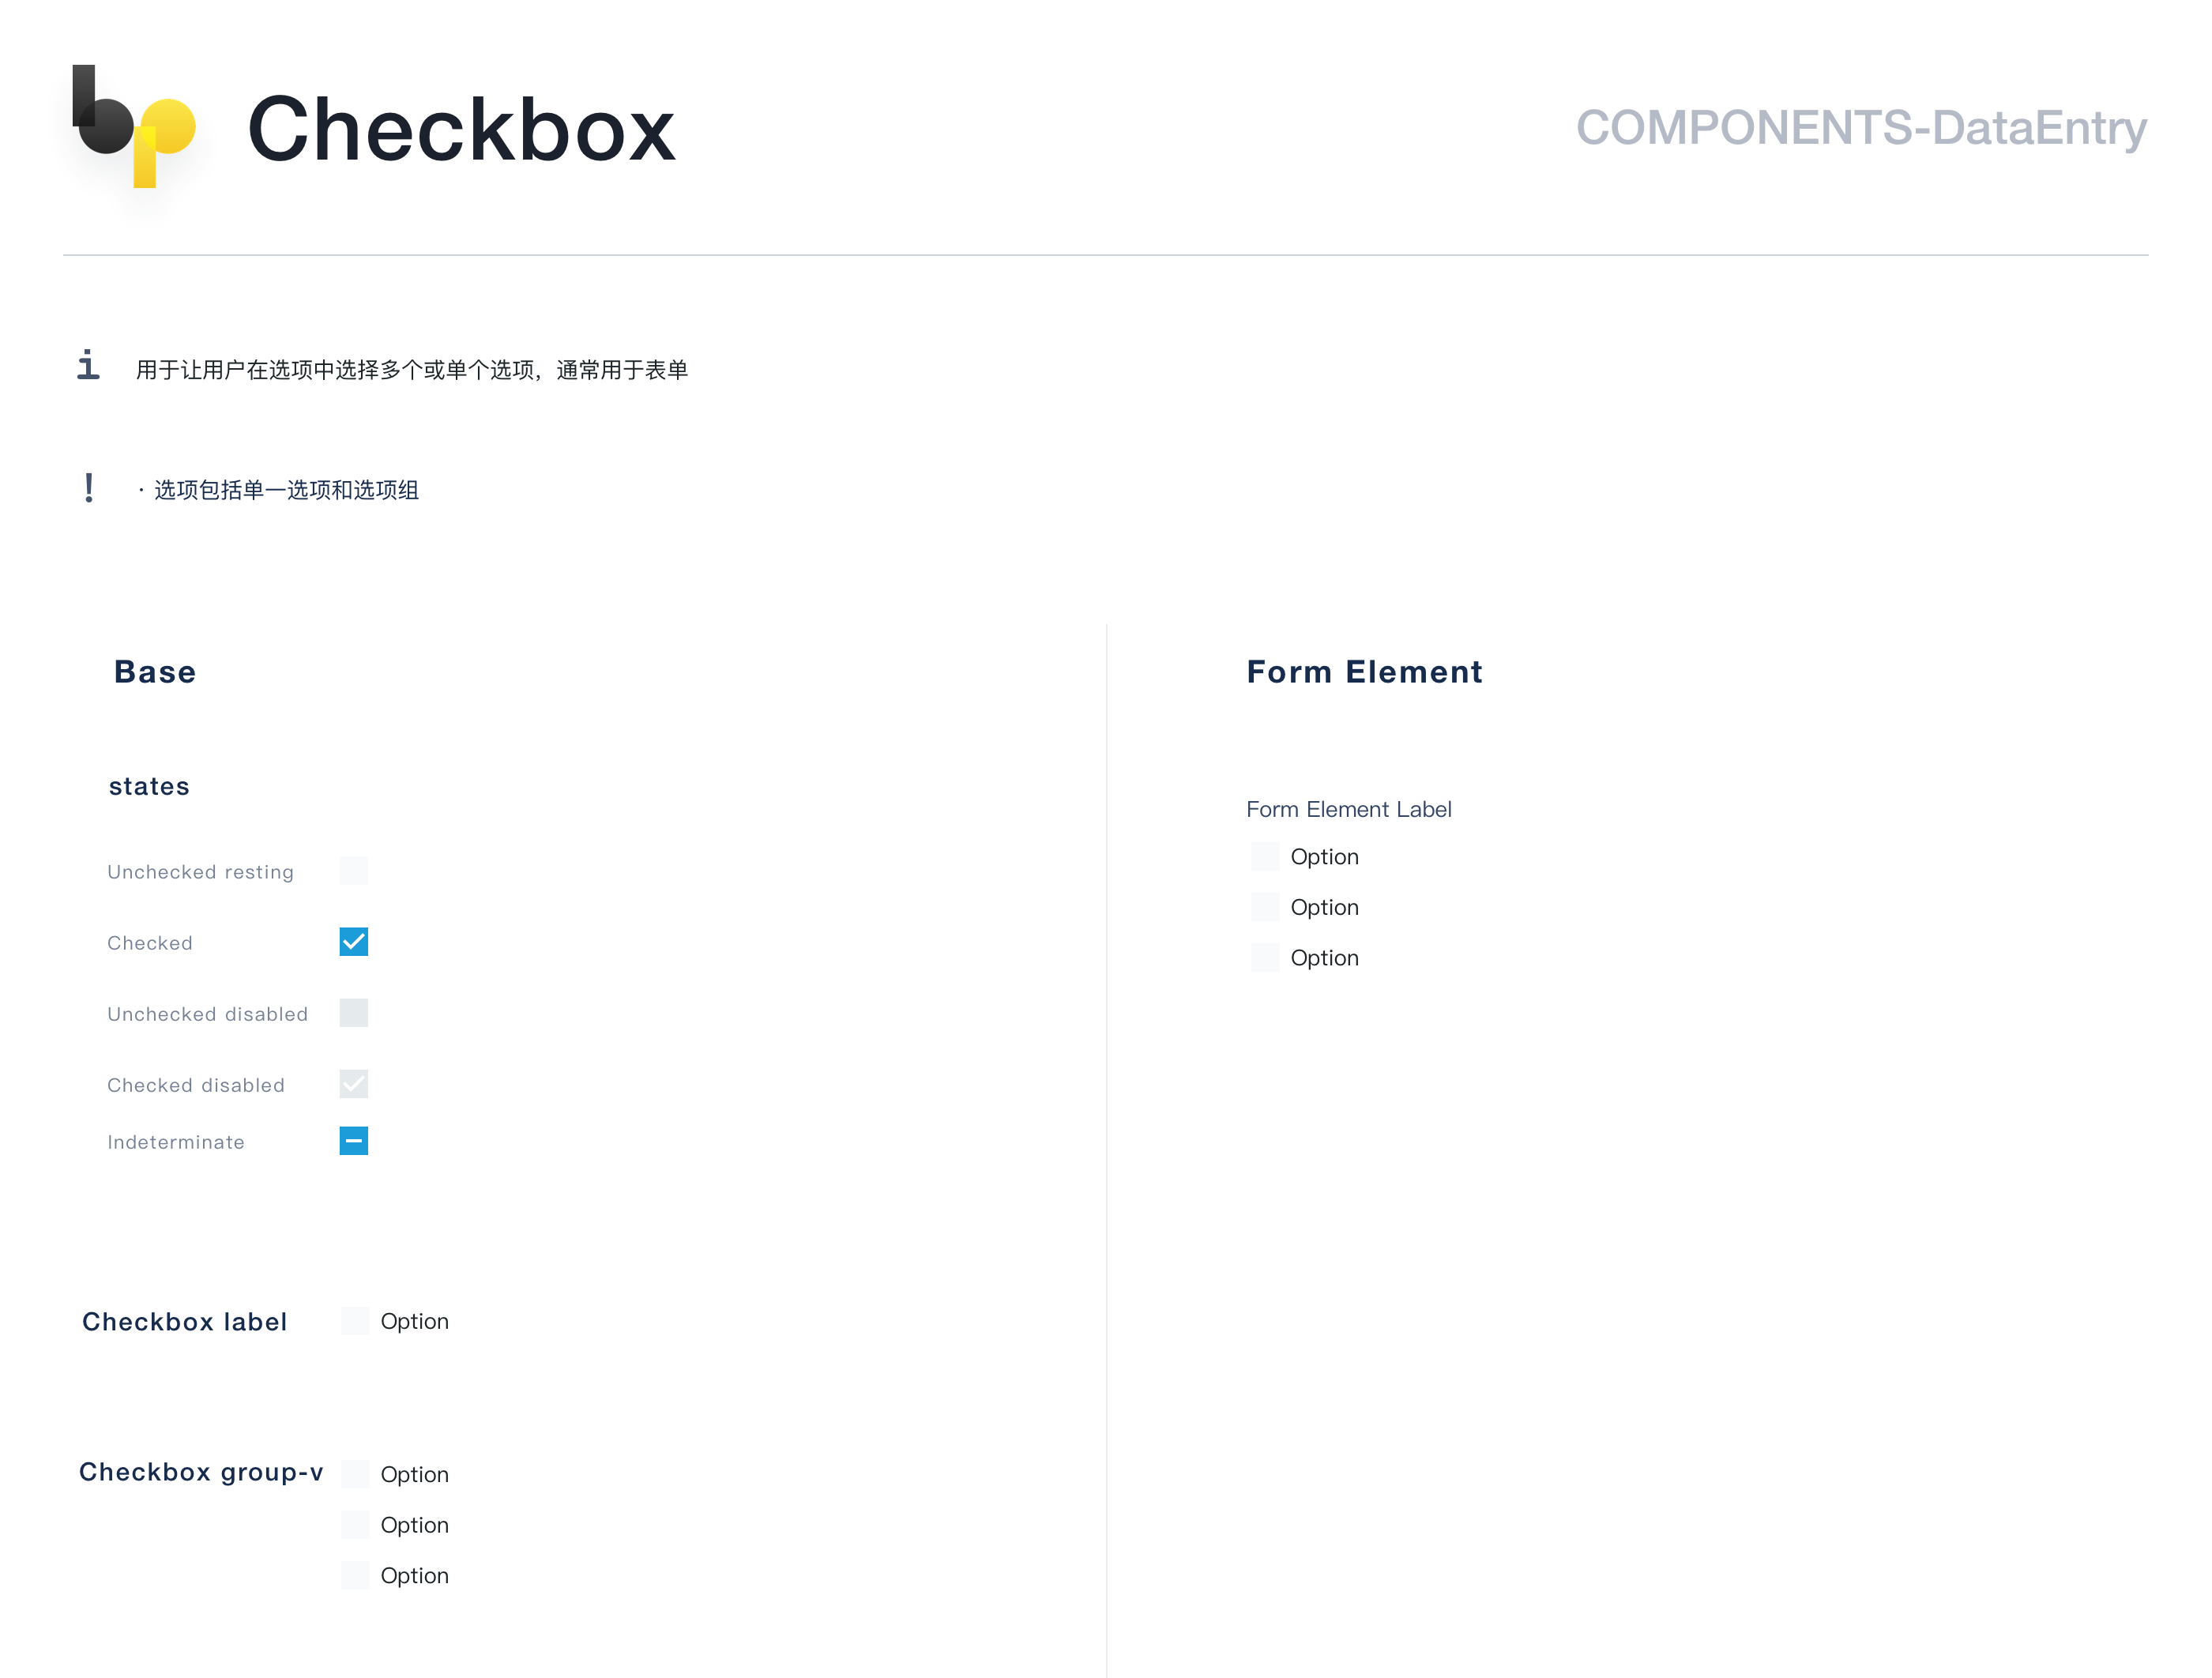 bp
Checkbox
COMPONENTS-DataEntry
i
用于让用户在选项中选择多个或单个选项，通常用于表单
!
· 选项包括单一选项和选项组
Base
states
Unchecked resting
Checked
Unchecked disabled
Checked disabled
Indeterminate
Checkbox label
Option
Checkbox group-v
Option
Option
Option
Form Element
Form Element Label
Option
Option
Option